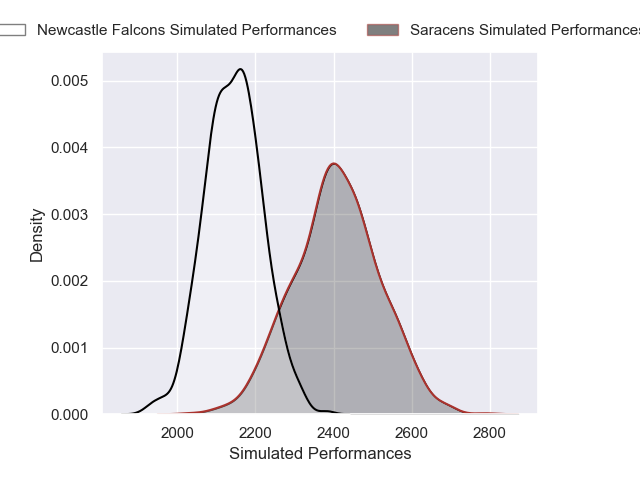 Newcastle Falcons Simulated Performances
Saracens Simulated Performances
0.005
0.004
0.003
0.002
0.001
0.000
Density
2000 2200 2400 2600 2800
Simulated Performances